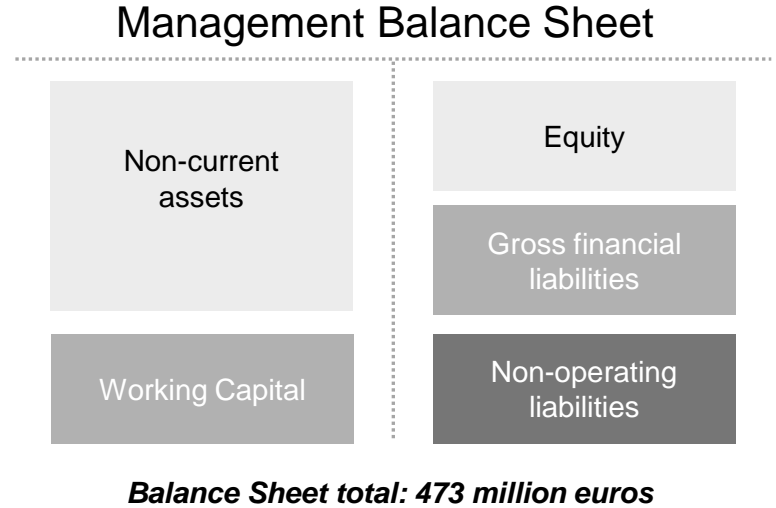 Management Balance Sheet
Non-current
assets
Working Capital
Equity
Gross financial
liabilities
Non-operating
liabilities
Balance Sheet total: 473 million euros